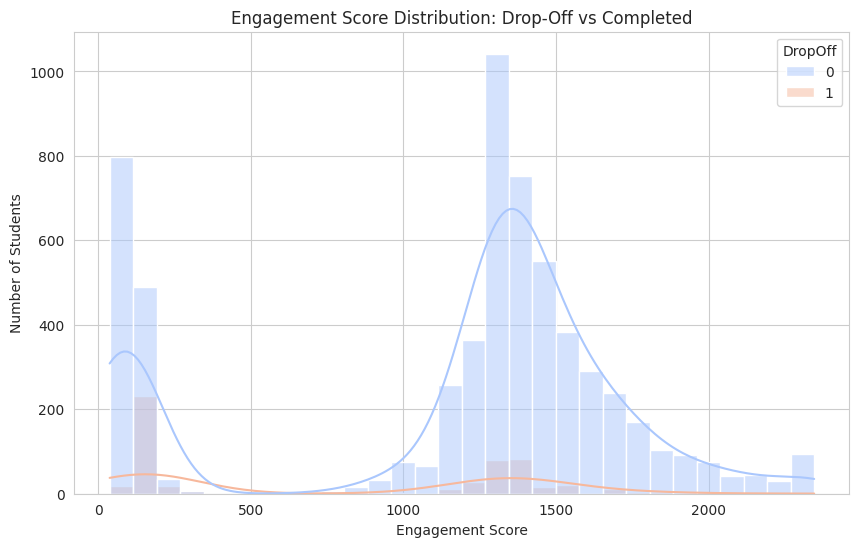 Engagement Score Distribution: Drop-Off vs Completed
DropOff
0
1
Number of Students
1000
800
600
400
200
0
0 500 1000 1500 2000
Engagement Score